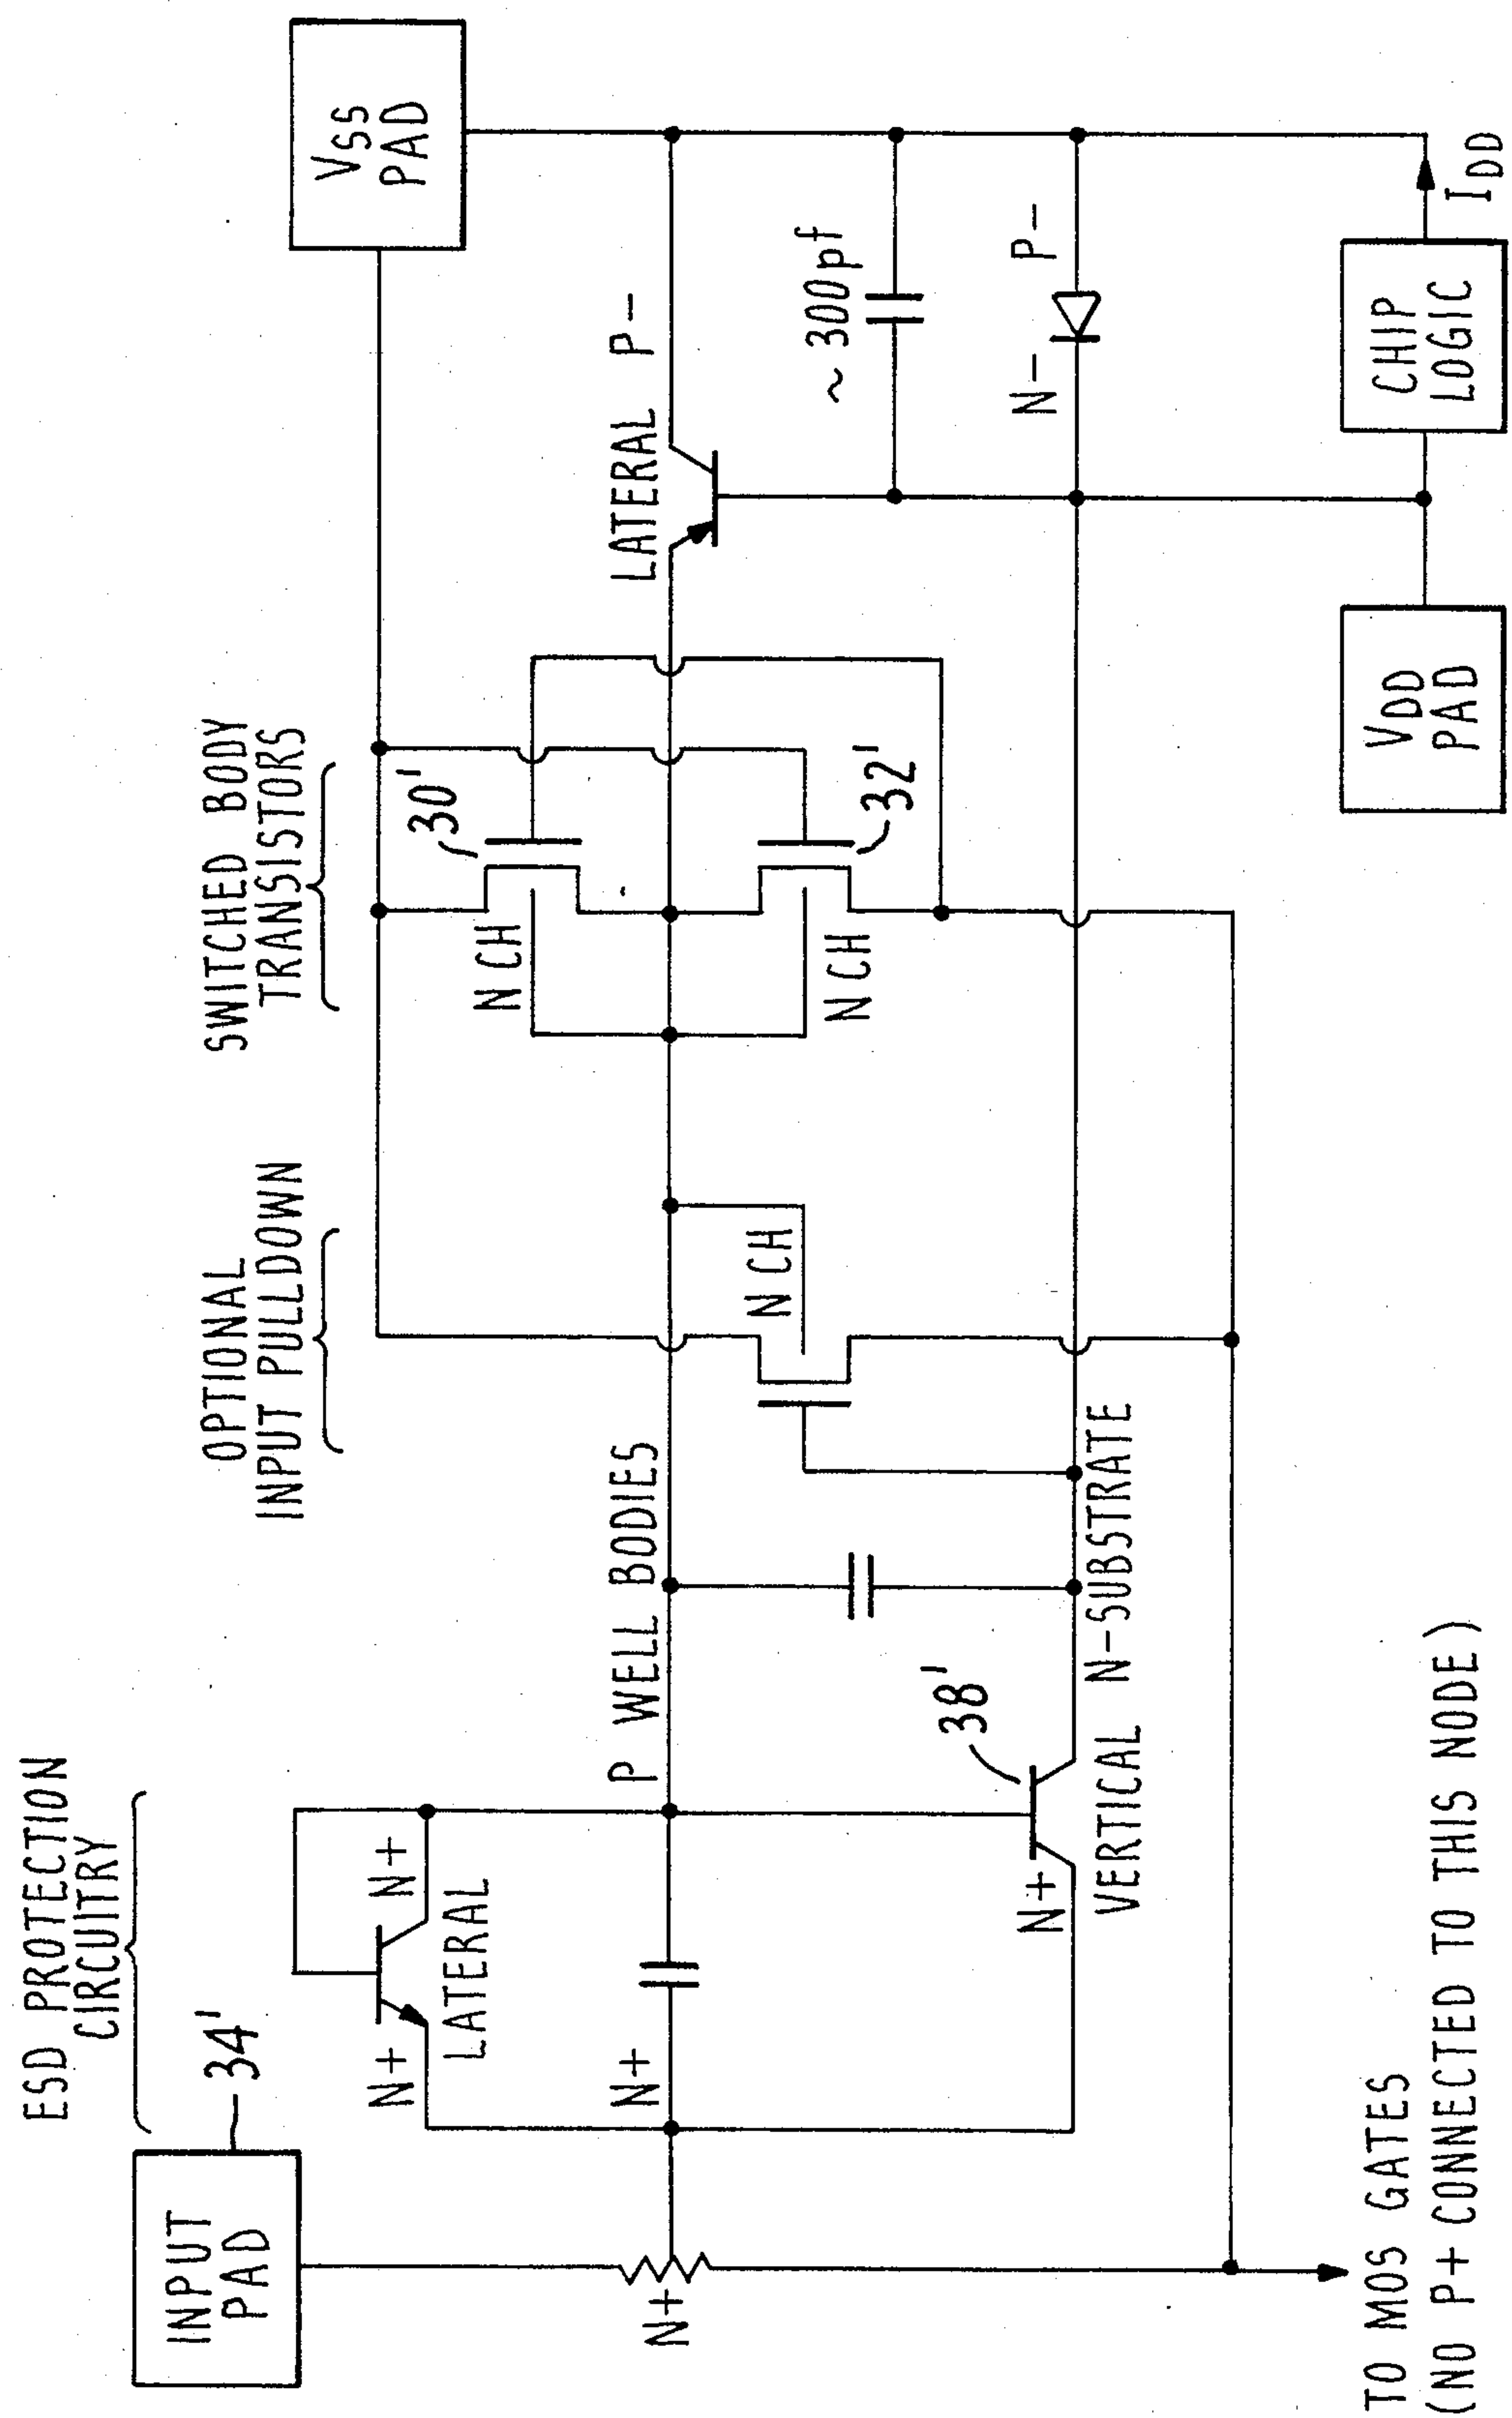 ESD PROTECTION
CIRCUITRY
INPUT
PAD
34'
N+
N+
LATERAL
N+
N+
N+
VERTICAL
38'
N-SUBSTRATE
P WELL BODIES
OPTIONAL
INPUT PULLDOWN
N CH
SWITCHED BODY
TRANSISTORS
30'
N CH
32'
N CH
LATERAL P-
~300pf
N- P-
VSS
PAD
VDD
PAD
CHIP
LOGIC
IDD
TO MOS GATES
(NO P+ CONNECTED TO THIS NODE)